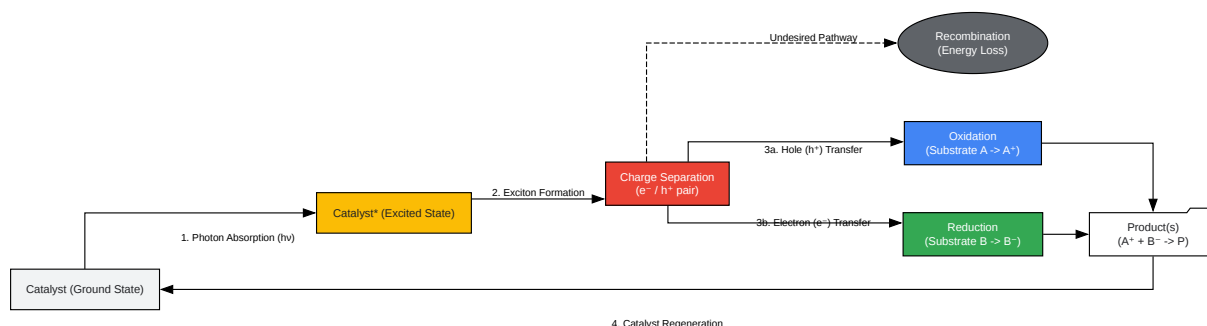 Undesired Pathway
Recombination
(Energy Loss)
Oxidation
(Substrate A -> A⁺)
3a. Hole (h⁺) Transfer
Charge Separation
(e⁻ / h⁺ pair)
2. Exciton Formation
Catalyst* (Excited State)
3b. Electron (e⁻) Transfer
Reduction
(Substrate B -> B⁻)
Product(s)
(A⁺ + B⁻ -> P)
1. Photon Absorption (hν)
Catalyst (Ground State)
4. Catalyst Regeneration